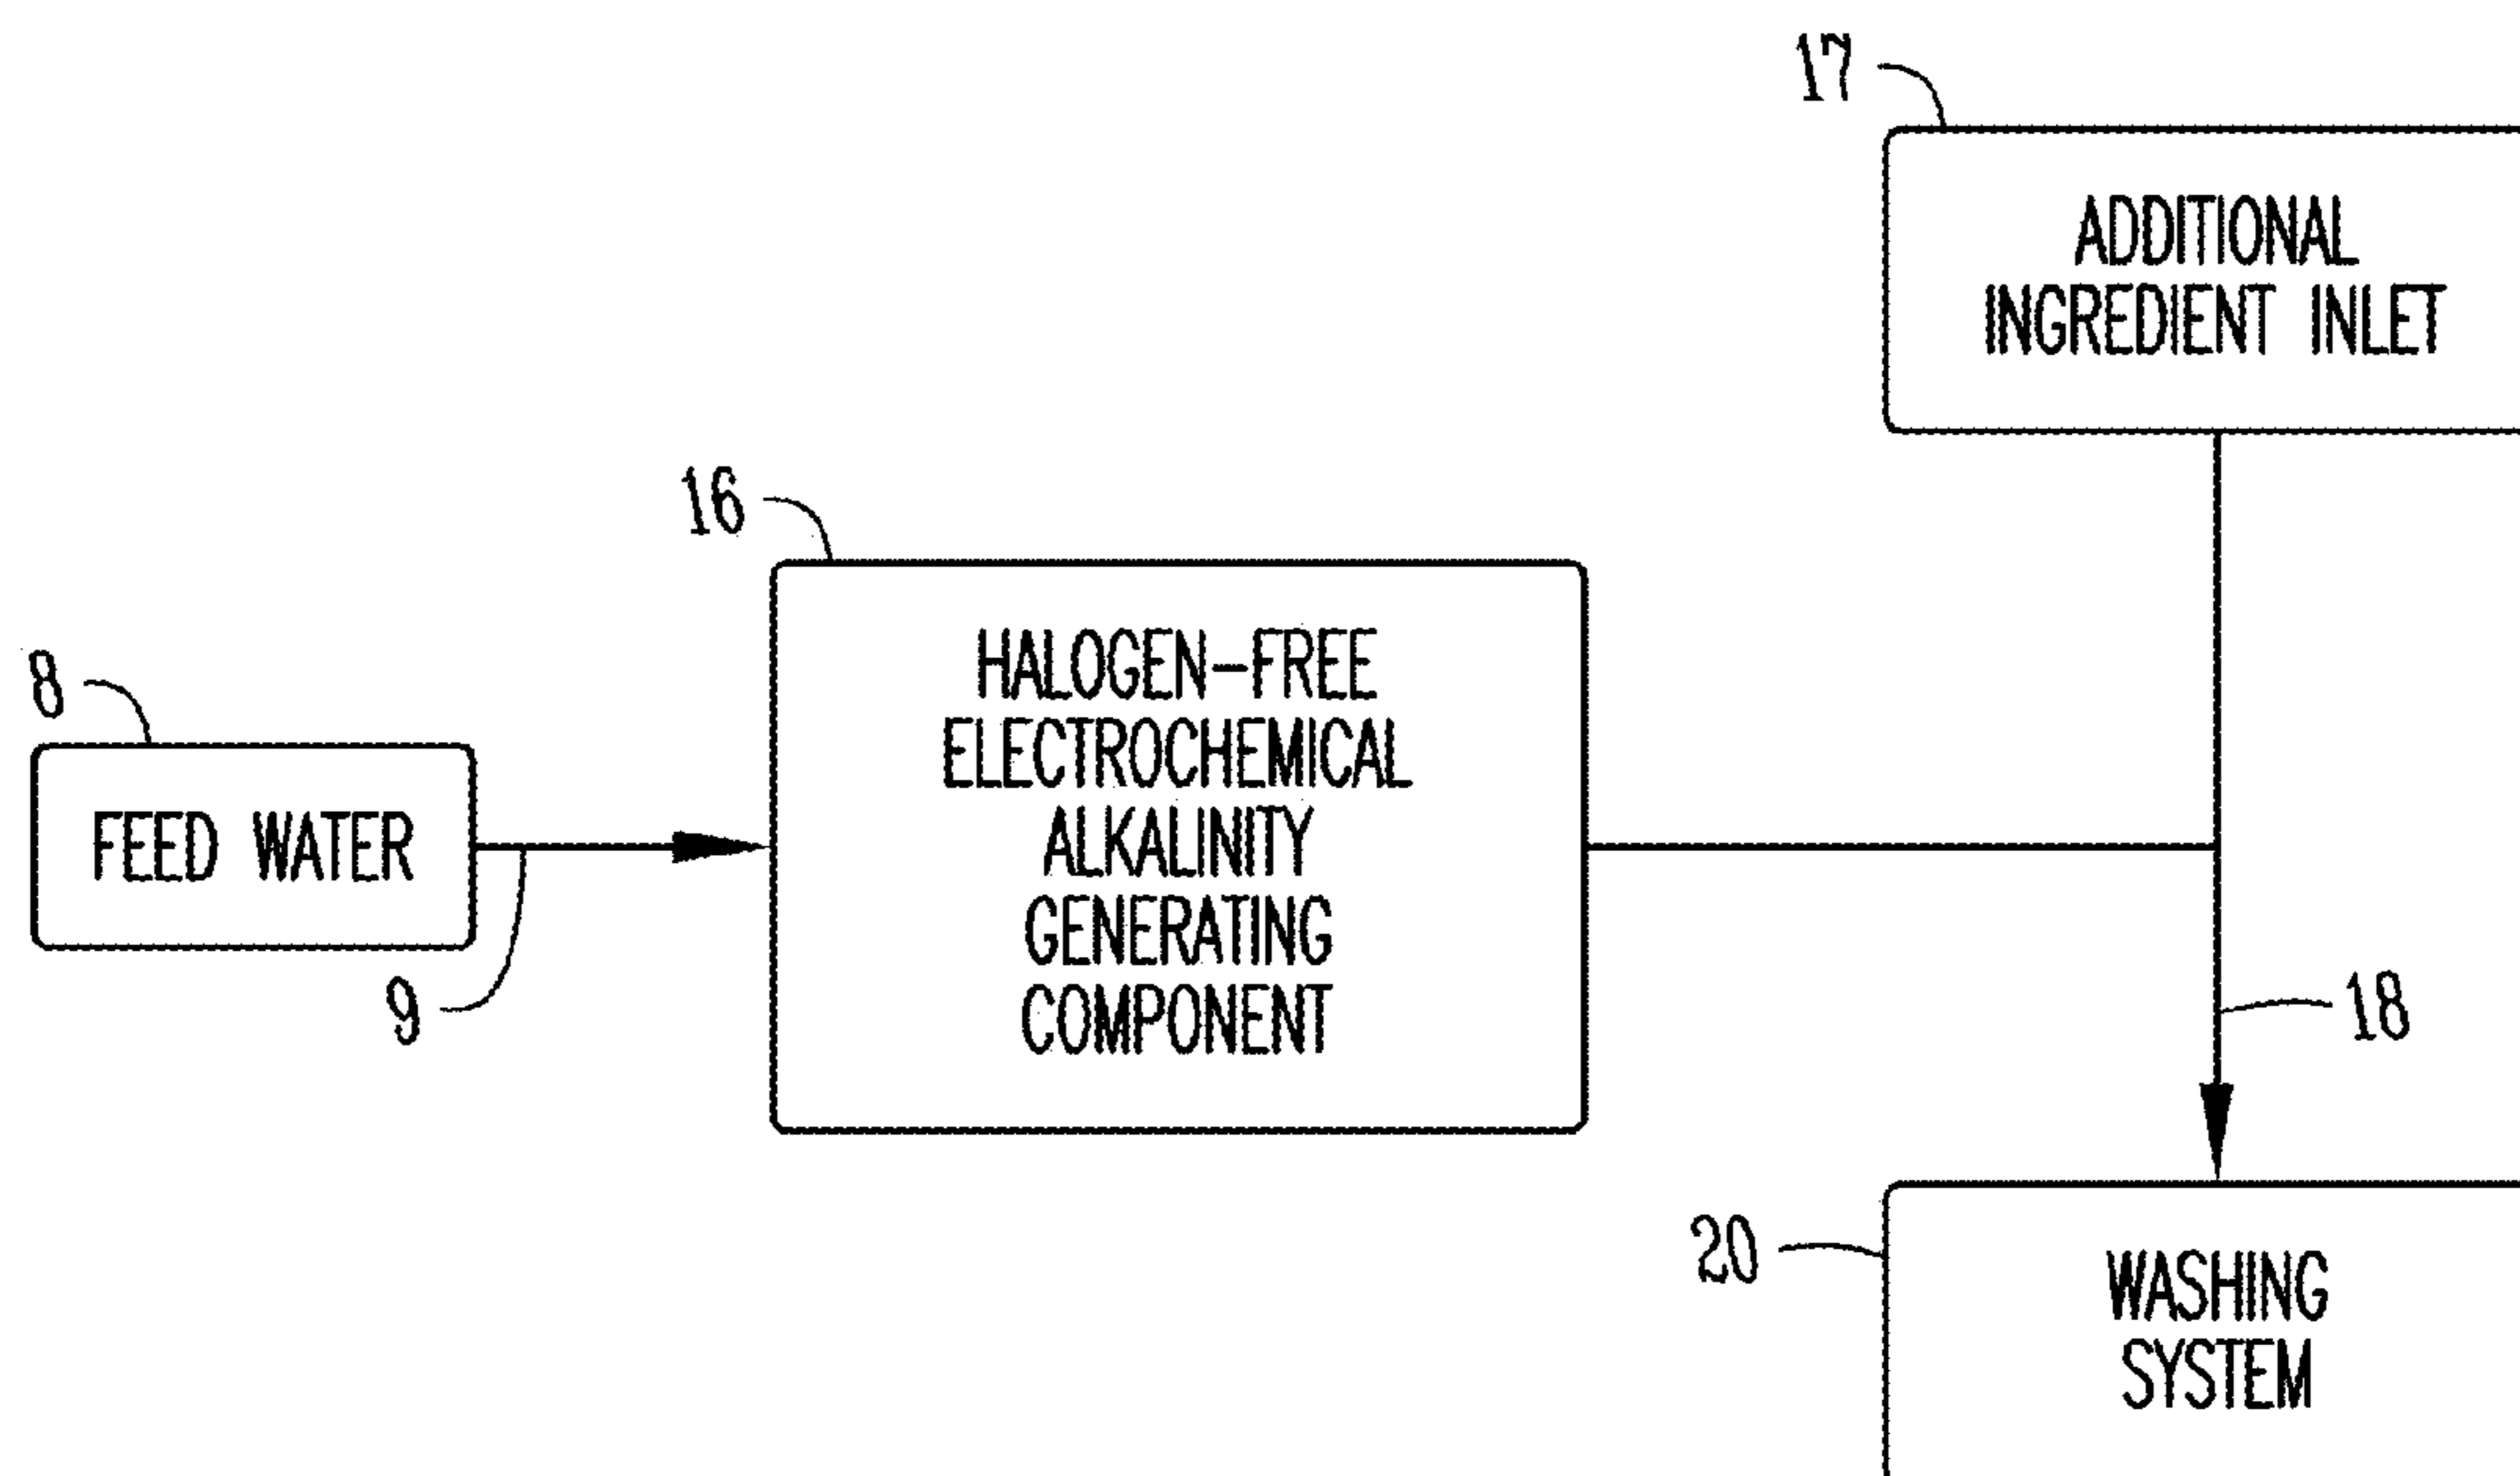 17
ADDITIONAL
INGREDIENT INLET
16
HALOGEN-FREE
ELECTROCHEMICAL
ALKALINITY
GENERATING
COMPONENT
8
FEED WATER
9
18
20
WASHING
SYSTEM